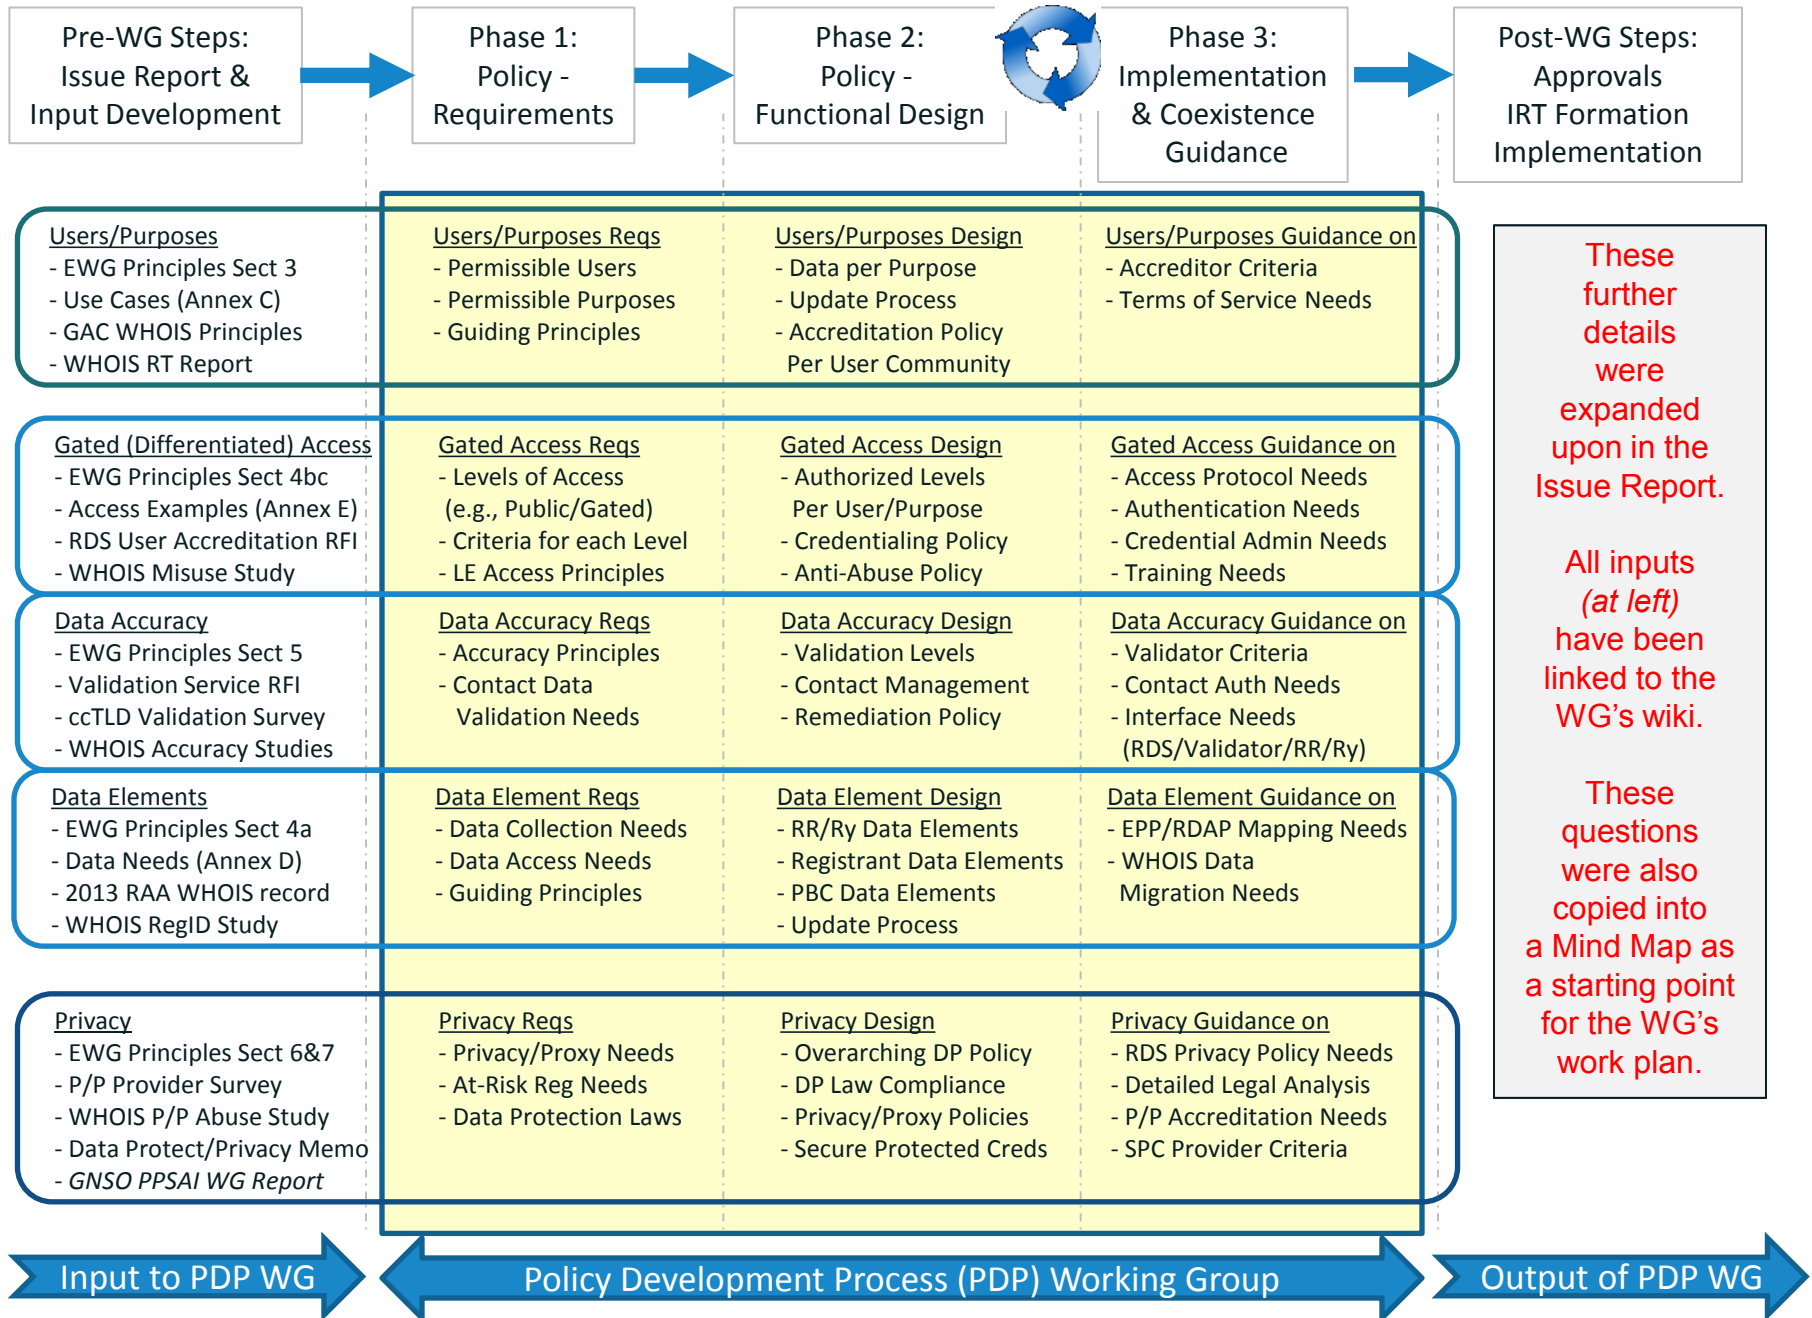 Pre-WG Steps:
Issue Report &
Input Development
Phase 1:
Policy -
Requirements
Phase 2:
Policy -
Functional Design
Phase 3:
Implementation
& Coexistence
Guidance
Post-WG Steps:
Approvals
IRT Formation
Implementation
Users/Purposes
- EWG Principles Sect 3
- Use Cases (Annex C)
- GAC WHOIS Principles
- WHOIS RT Report
Users/Purposes Reqs
- Permissible Users
- Permissible Purposes
- Guiding Principles
Users/Purposes Design
- Data per Purpose
- Update Process
- Accreditation Policy
Per User Community
Users/Purposes Guidance on
- Accreditor Criteria
- Terms of Service Needs
Gated (Differentiated) Access
- EWG Principles Sect 4bc
- Access Examples (Annex E)
- RDS User Accreditation RFI
- WHOIS Misuse Study
Gated Access Reqs
- Levels of Access
(e.g., Public/Gated)
- Criteria for each Level
- LE Access Principles
Gated Access Design
- Authorized Levels
Per User/Purpose
- Credentialing Policy
- Anti-Abuse Policy
Gated Access Guidance on
- Access Protocol Needs
- Authentication Needs
- Credential Admin Needs
- Training Needs
Data Accuracy
- EWG Principles Sect 5
- Validation Service RFI
- ccTLD Validation Survey
- WHOIS Accuracy Studies
Data Accuracy Reqs
- Accuracy Principles
- Contact Data
Validation Needs
Data Accuracy Design
- Validation Levels
- Contact Management
- Remediation Policy
Data Accuracy Guidance on
- Validator Criteria
- Contact Auth Needs
- Interface Needs
(RDS/Validator/RR/Ry)
Data Elements
- EWG Principles Sect 4a
- Data Needs (Annex D)
- 2013 RAA WHOIS record
- WHOIS RegID Study
Data Element Reqs
- Data Collection Needs
- Data Access Needs
- Guiding Principles
Data Element Design
- RR/Ry Data Elements
- Registrant Data Elements
- PBC Data Elements
- Update Process
Data Element Guidance on
- EPP/RDAP Mapping Needs
- WHOIS Data
Migration Needs
Privacy
- EWG Principles Sect 6&7
- P/P Provider Survey
- WHOIS P/P Abuse Study
- Data Protect/Privacy Memo
- GNSO PPSAI WG Report
Privacy Reqs
- Privacy/Proxy Needs
- At-Risk Reg Needs
- Data Protection Laws
Privacy Design
- Overarching DP Policy
- DP Law Compliance
- Privacy/Proxy Policies
- Secure Protected Creds
Privacy Guidance on
- RDS Privacy Policy Needs
- Detailed Legal Analysis
- P/P Accreditation Needs
- SPC Provider Criteria
These
further
details
were
expanded
upon in the
Issue Report.
All inputs
(at left)
have been
linked to the
WG's wiki.
These
questions
were also
copied into
a Mind Map as
a starting point
for the WG's
work plan.
Input to PDP WG
Policy Development Process (PDP) Working Group
Output of PDP WG